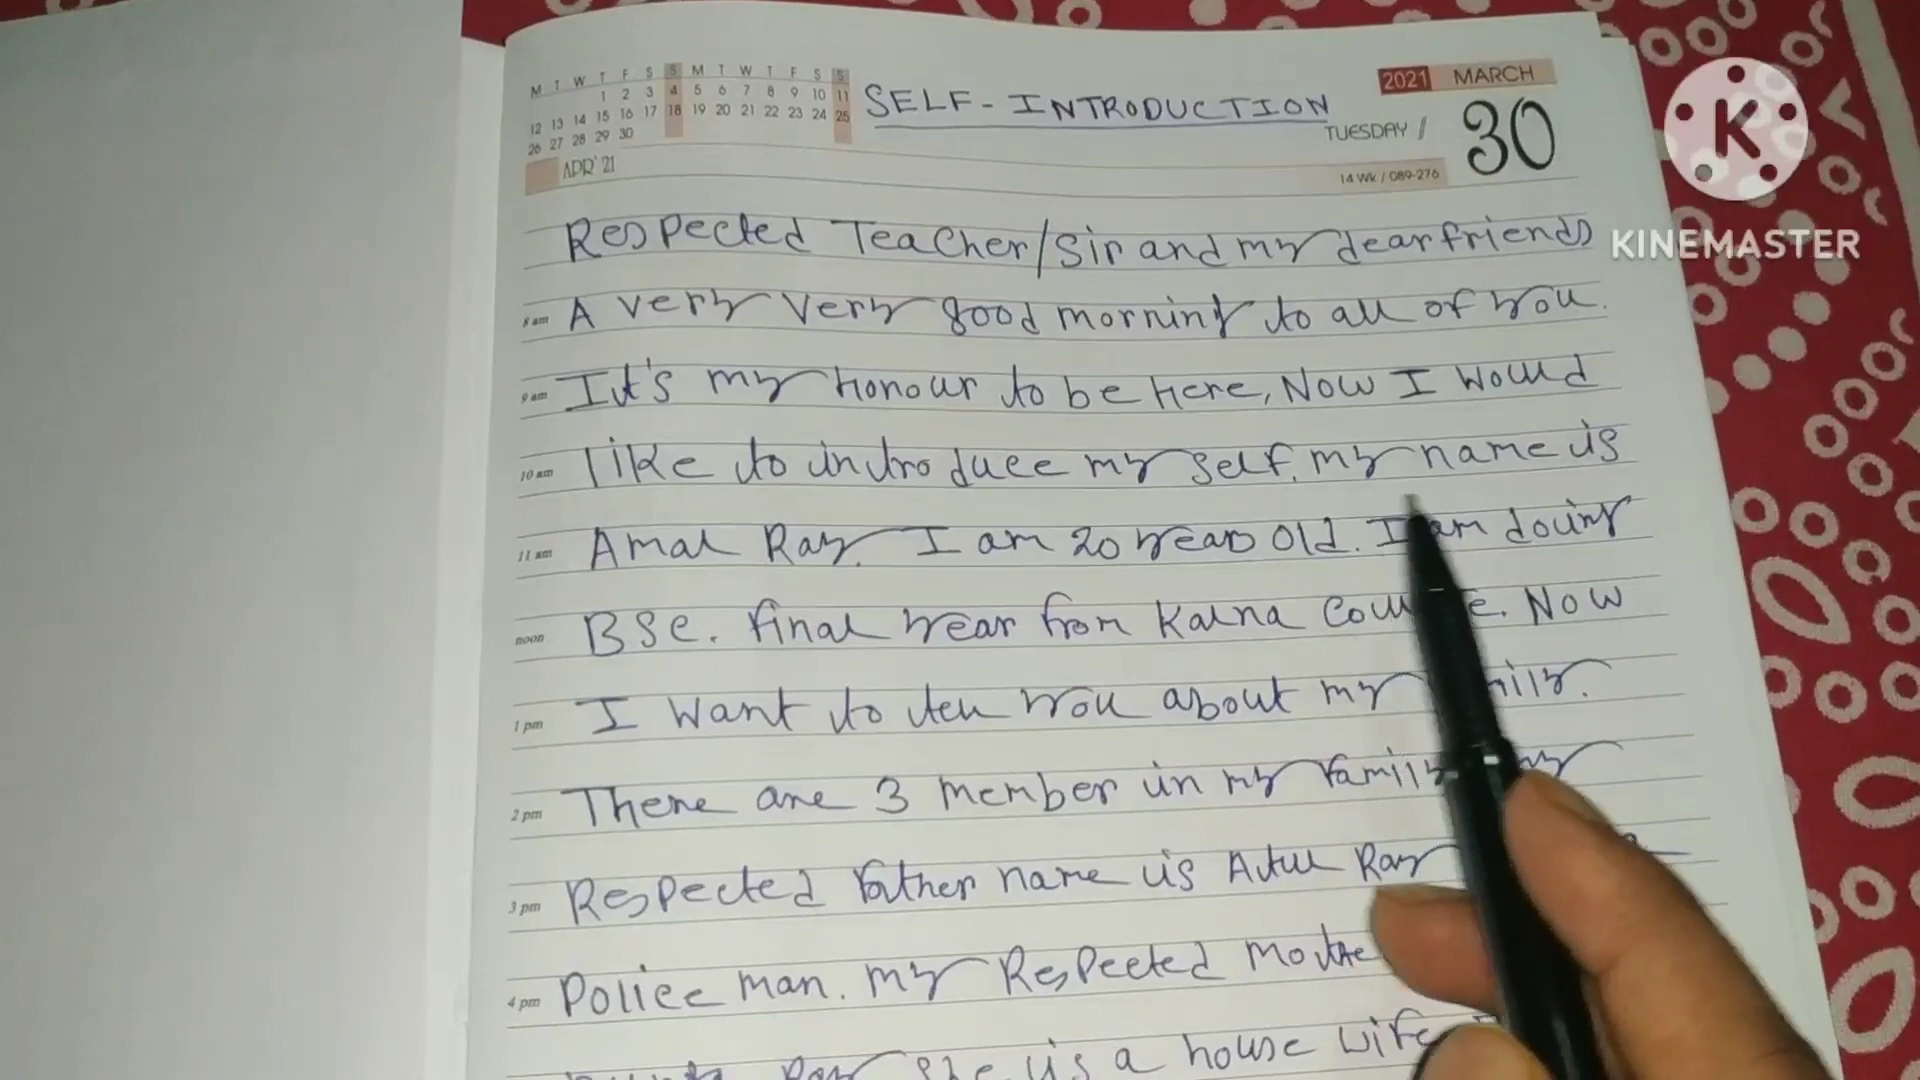 M T W T F S S M T W T F S S
1 2 3 4 5 6 7 8 9 10 11
12 13 14 15 16 17 18 19 20 21 22 23 24 25
26 27 28 29 30
APR' 21
SELF-INTRODUCTION
2021 MARCH
TUESDAY / 30
14 Wk / 089-276
KINEMASTER
Respected Teacher/Sir and my dear friends
8 am A very very good morning to all of you.
9 am It's my honour to be here, Now I would
10 am like to introduce my self. my name is
11 am Amal Ray. I am 20 years old. I am doing
noon BSc. final year from Kalna . Now
1 pm I want to tell you about my
2 pm There are 3 member in my family my
3 pm Respected father name is Atul Ray
4 pm Police man. my Respected
Ray she is a house wife